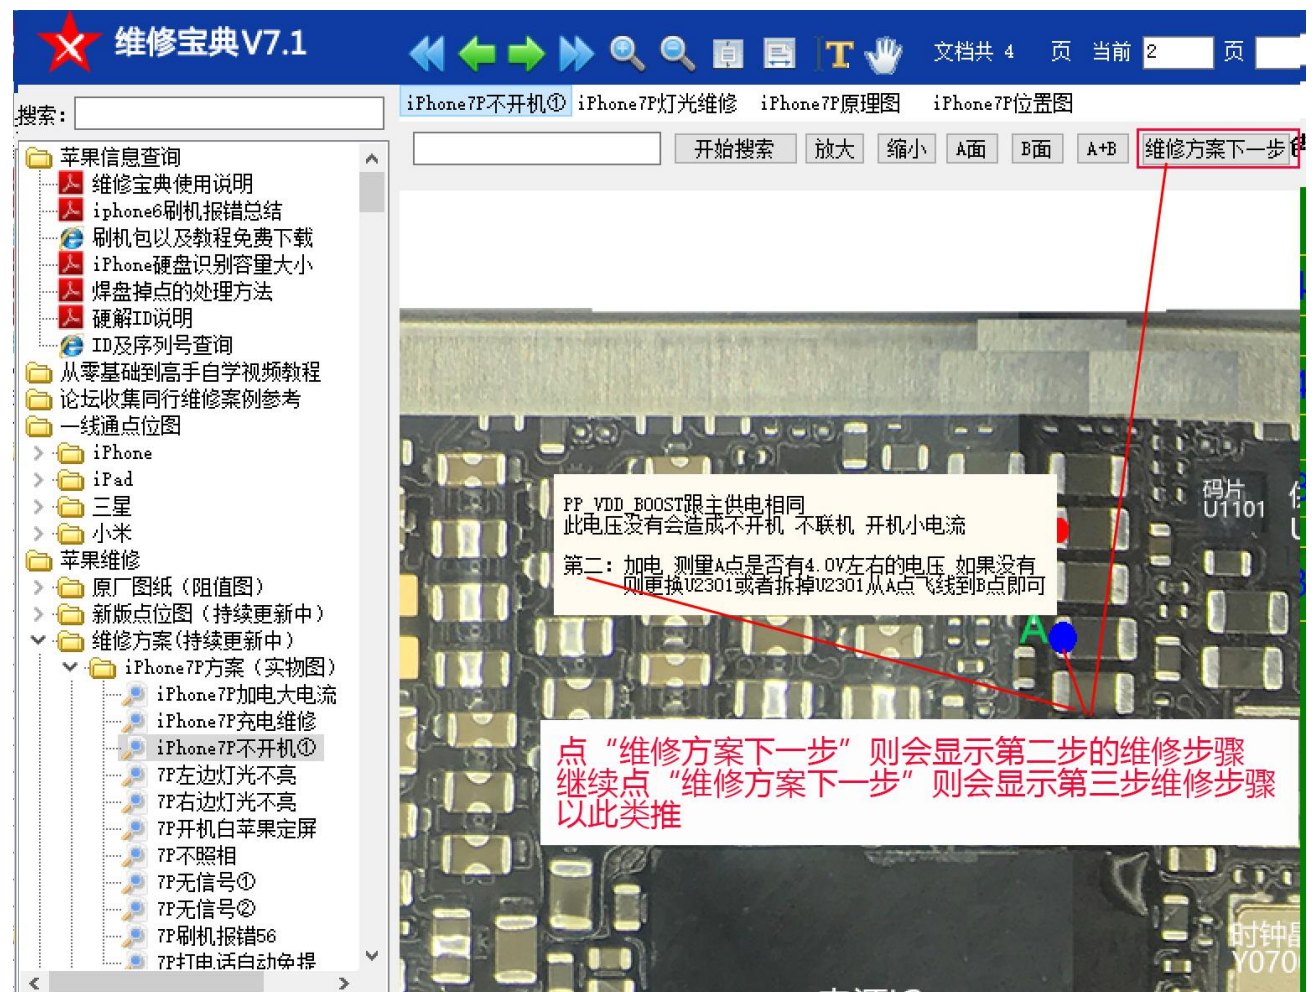 维修宝典V7.1
文档共 4 页 当前 2 页
搜索:
iPhone7P不开机① iPhone7P灯光维修 iPhone7P原理图 iPhone7P位置图
开始搜索 放大 缩小 A面 B面 A+B 维修方案下一步
苹果信息查询
维修宝典使用说明
iphone6刷机报错总结
刷机包以及教程免费下载
iPhone硬盘识别容量大小
焊盘掉点的处理方法
硬解ID说明
ID及序列号查询
从零基础到高手自学视频教程
论坛收集同行维修案例参考
一线通点位图
iPhone
iPad
三星
小米
苹果维修
原厂图纸(阻值图)
新版点位图(持续更新中)
维修方案(持续更新中)
iPhone7P方案(实物图)
iPhone7P加电大电流
iPhone7P充电维修
iPhone7P不开机①
7P左边灯光不亮
7P右边灯光不亮
7P开机白苹果定屏
7P不照相
7P无信号①
7P无信号②
7P刷机报错56
7P打电话自动免提
码片
U1101
PP_VDD_BOOST跟主供电相同
此电压没有会造成不开机 不联机 开机小电流
第二: 加电 测量A点是否有4.0V左右的电压 如果没有
则更换U2301或者拆掉U2301从A点飞线到B点即可
A
点“维修方案下一步”则会显示第二步的维修步骤
继续点“维修方案下一步”则会显示第三步维修步骤
以此类推
时钟晶
Y070